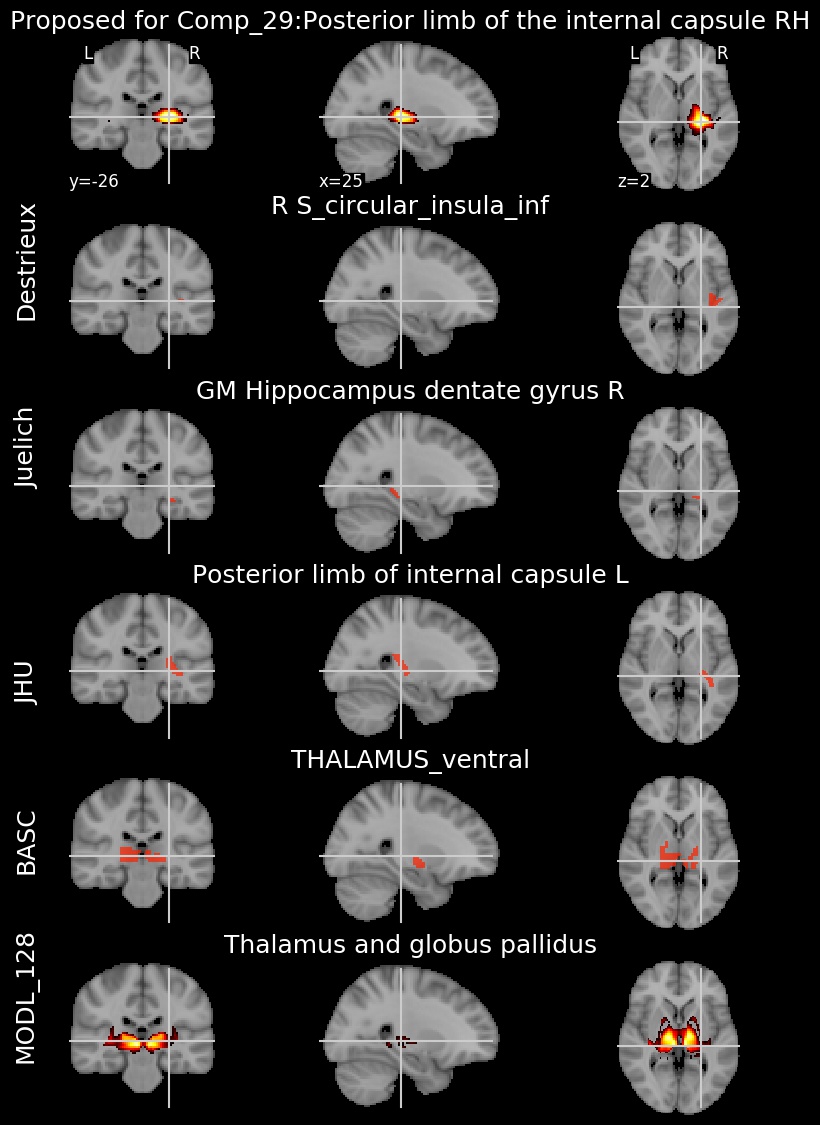 Proposed for Comp_29:Posterior limb of the internal capsule RH
L R L R
y=-26 x=25 z=2
Destrieux
R S_circular_insula_inf
Juelich
GM Hippocampus dentate gyrus R
JHU
Posterior limb of internal capsule L
BASC
THALAMUS_ventral
MODL_128
Thalamus and globus pallidus